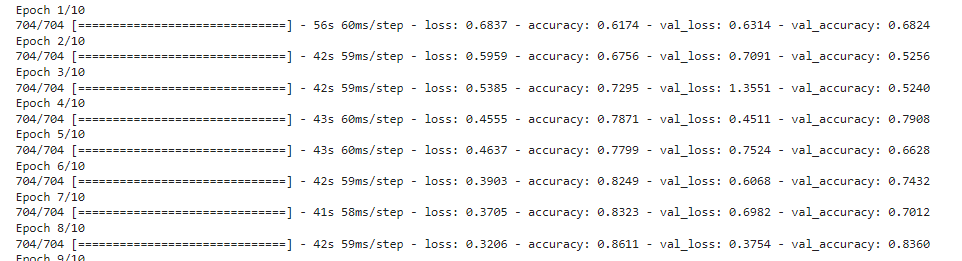 Epoch 1/10
704/704 [==============================] - 56s 60ms/step - loss: 0.6837 - accuracy: 0.6174 - val_loss: 0.6314 - val_accuracy: 0.6824
Epoch 2/10
704/704 [==============================] - 42s 59ms/step - loss: 0.5959 - accuracy: 0.6756 - val_loss: 0.7091 - val_accuracy: 0.5256
Epoch 3/10
704/704 [==============================] - 42s 59ms/step - loss: 0.5385 - accuracy: 0.7295 - val_loss: 1.3551 - val_accuracy: 0.5240
Epoch 4/10
704/704 [==============================] - 43s 60ms/step - loss: 0.4555 - accuracy: 0.7871 - val_loss: 0.4511 - val_accuracy: 0.7908
Epoch 5/10
704/704 [==============================] - 43s 60ms/step - loss: 0.4637 - accuracy: 0.7799 - val_loss: 0.7524 - val_accuracy: 0.6628
Epoch 6/10
704/704 [==============================] - 42s 59ms/step - loss: 0.3903 - accuracy: 0.8249 - val_loss: 0.6068 - val_accuracy: 0.7432
Epoch 7/10
704/704 [==============================] - 41s 58ms/step - loss: 0.3705 - accuracy: 0.8323 - val_loss: 0.6982 - val_accuracy: 0.7012
Epoch 8/10
704/704 [==============================] - 42s 59ms/step - loss: 0.3206 - accuracy: 0.8611 - val_loss: 0.3754 - val_accuracy: 0.8360
Epoch 9/10